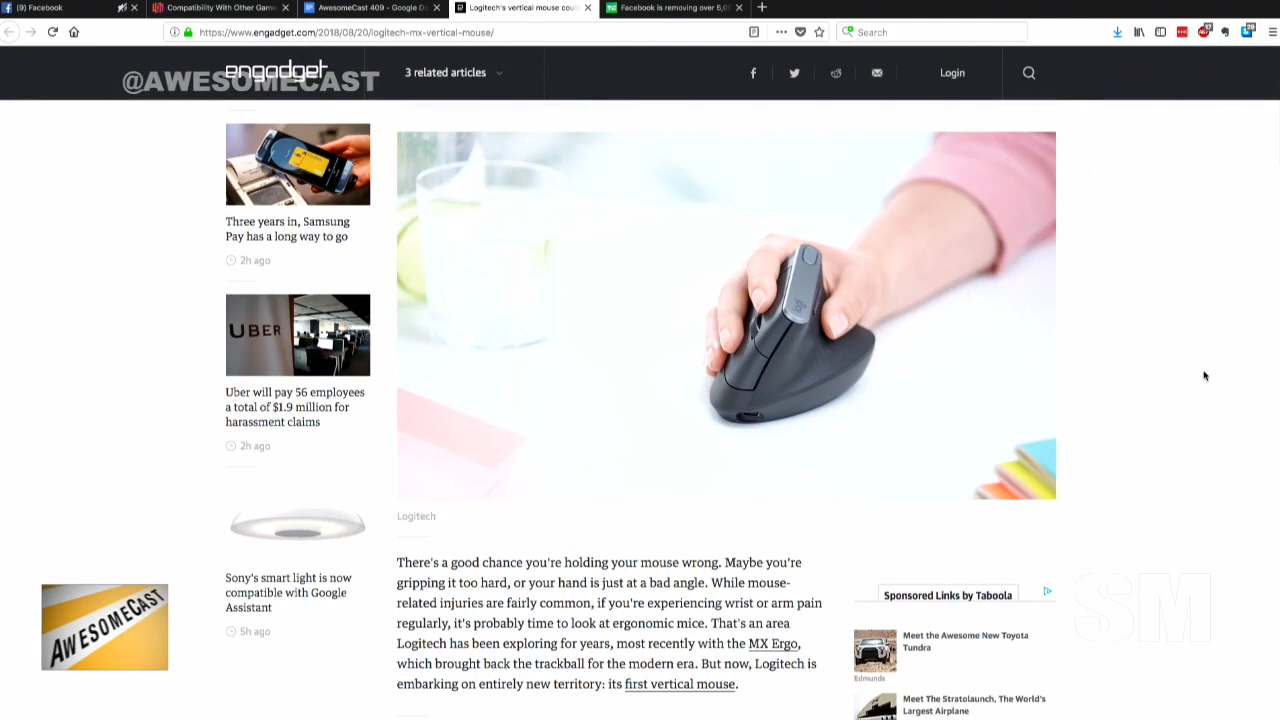 (9) Facebook
Compatibility With Other Game
AwesomeCast 409 - Google D
Logitech's vertical mouse cou
Facebook is removing over 5,0
https://www.engadget.com/2018/08/20/logitech-mx-vertical-mouse/
Search
17
29
engadget
@AWESOMECAST
3 related articles
Login
Three years in, Samsung
Pay has a long way to go
2h ago
UBER
Uber will pay 56 employees
a total of $1.9 million for
harassment claims
2h ago
Sony's smart light is now
compatible with Google
Assistant
5h ago
Logitech
There's a good chance you're holding your mouse wrong. Maybe you're
gripping it too hard, or your hand is just at a bad angle. While mouse-
related injuries are fairly common, if you're experiencing wrist or arm pain
regularly, it's probably time to look at ergonomic mice. That's an area
Logitech has been exploring for years, most recently with the MX Ergo,
which brought back the trackball for the modern era. But now, Logitech is
embarking on entirely new territory: its first vertical mouse.
AWESOMECAST
Sponsored Links by Taboola
Meet the Awesome New Toyota
Tundra
Edmunds
Meet The Stratolaunch, The World's
Largest Airplane
SM